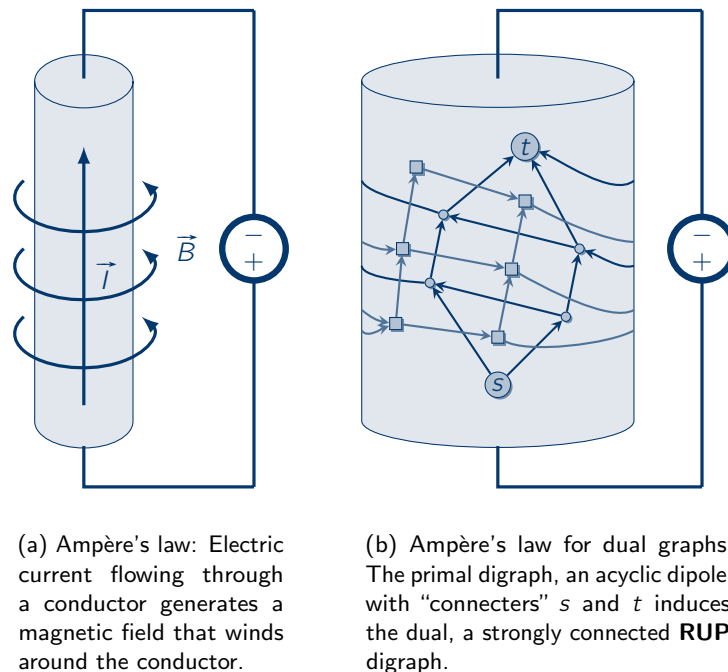 I⃗
B⃗
−
+
t
s
−
+
(a) Ampère's law: Electric
current flowing through
a conductor generates a
magnetic field that winds
around the conductor.
(b) Ampère's law for dual graphs
The primal digraph, an acyclic dipole
with "connecters" s and t induces
the dual, a strongly connected RUP
digraph.